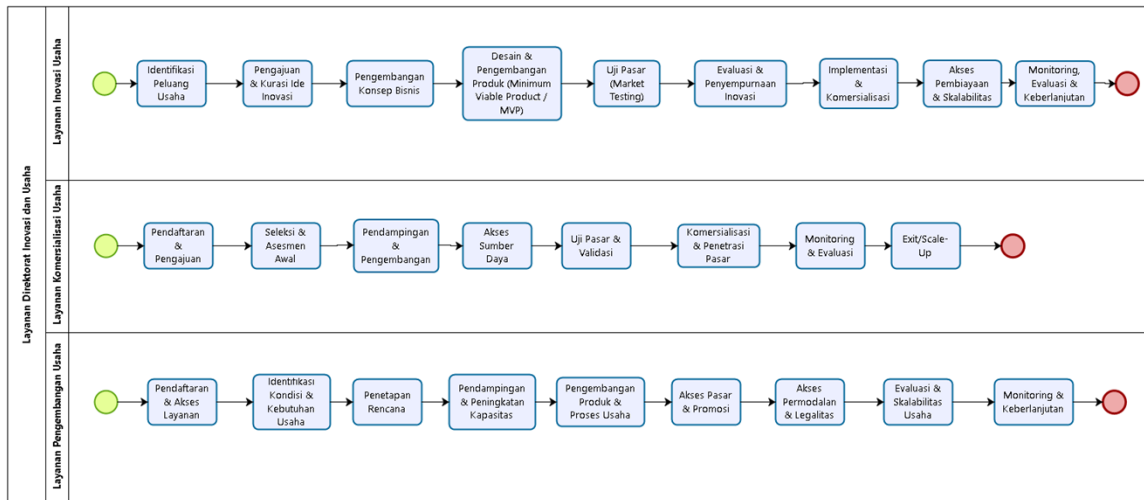 Layanan Direktorat Inovasi dan Usaha
Layanan Inovasi Usaha
Identifikasi
Peluang
Usaha
Pengajuan
& Kurasi Ide
Inovasi
Pengembangan
Konsep Bisnis
Desain &
Pengembangan
Produk (Minimum
Viable Product /
MVP)
Uji Pasar
(Market
Testing)
Evaluasi &
Penyempurnaan
Inovasi
Implementasi
&
Komersialisasi
Akses
Pembiayaan
& Skalabilitas
Monitoring,
Evaluasi &
Keberlanjutan
Layanan Komersialisasi Usaha
Pendaftaran
&
Pengajuan
Seleksi &
Asesmen
Awal
Pendampingan
&
Pengembangan
Akses
Sumber
Daya
Uji Pasar &
Validasi
Komersialisasi
& Penetrasi
Pasar
Monitoring
& Evaluasi
Exit/Scale-
Up
Layanan Pengembangan Usaha
Pendaftaran
& Akses
Layanan
Identifikasi
Kondisi &
Kebutuhan
Usaha
Penetapan
Rencana
Pendampingan
& Peningkatan
Kapasitas
Pengembangan
Produk &
Proses Usaha
Akses Pasar
& Promosi
Akses
Permodalan
& Legalitas
Evaluasi &
Skalabilitas
Usaha
Monitoring &
Keberlanjutan